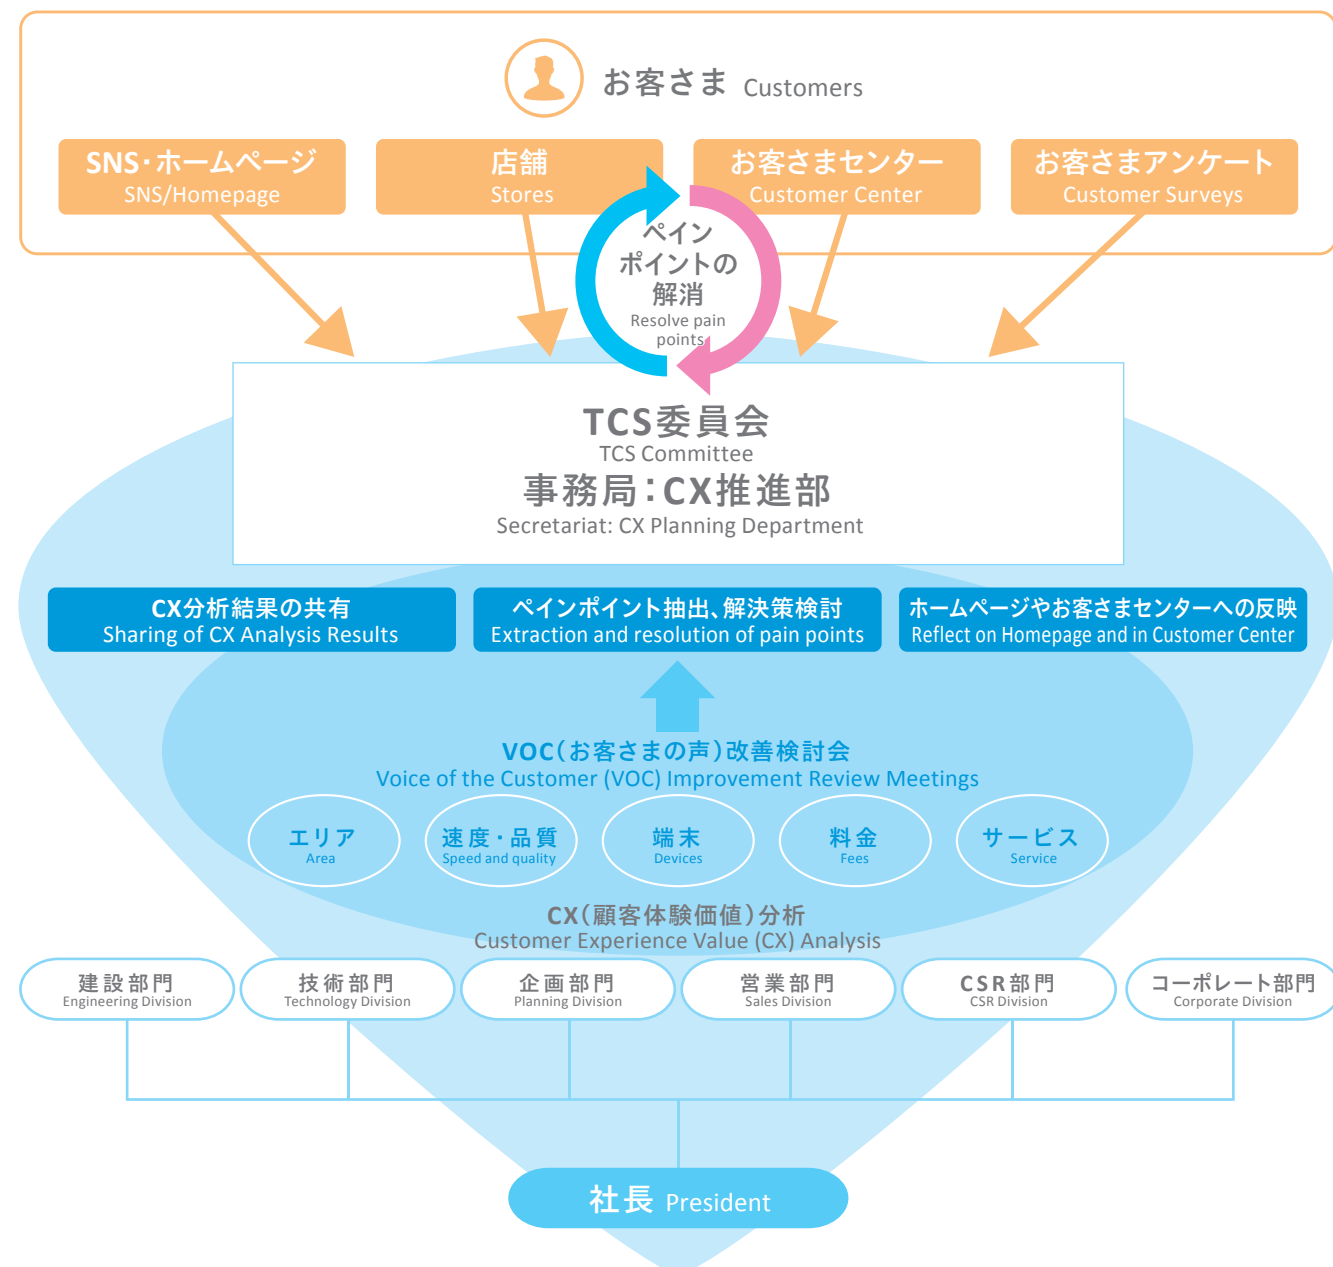 お客さま Customers
SNS・ホームページ
SNS/Homepage
店舗
Stores
お客さまセンター
Customer Center
お客さまアンケート
Customer Surveys
ペイン
ポイントの
解消
Resolve pain
points
TCS委員会
TCS Committee
事務局：CX推進部
Secretariat: CX Planning Department
CX分析結果の共有
Sharing of CX Analysis Results
ペインポイント抽出、解決策検討
Extraction and resolution of pain points
ホームページやお客さまセンターへの反映
Reflect on Homepage and in Customer Center
VOC（お客さまの声）改善検討会
Voice of the Customer (VOC) Improvement Review Meetings
エリア
Area
速度・品質
Speed and quality
端末
Devices
料金
Fees
サービス
Service
CX（顧客体験価値）分析
Customer Experience Value (CX) Analysis
建設部門
Engineering Division
技術部門
Technology Division
企画部門
Planning Division
営業部門
Sales Division
CSR部門
CSR Division
コーポレート部門
Corporate Division
社長 President